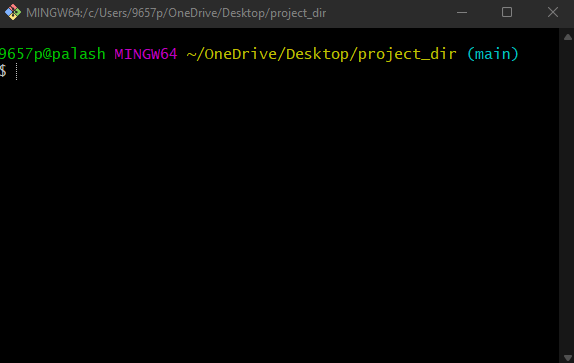 MINGW64:/c/Users/9657p/OneDrive/Desktop/project_dir
9657p@palash MINGW64 ~/OneDrive/Desktop/project_dir (main)
$